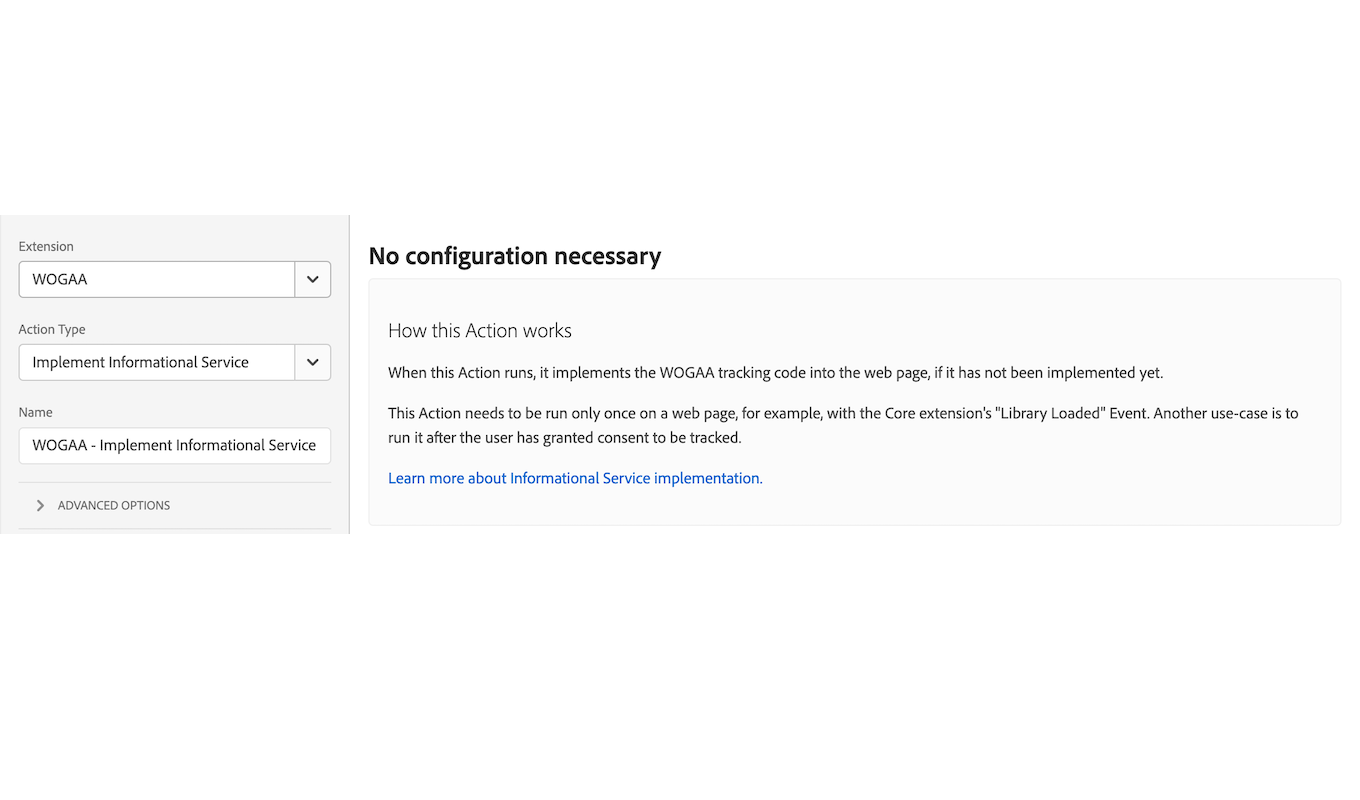 Extension
WOGAA
Action Type
Implement Informational Service
Name
WOGAA - Implement Informational Service
ADVANCED OPTIONS
No configuration necessary
How this Action works
When this Action runs, it implements the WOGAA tracking code into the web page, if it has not been implemented yet.
This Action needs to be run only once on a web page, for example, with the Core extension's "Library Loaded" Event. Another use-case is to
run it after the user has granted consent to be tracked.
Learn more about Informational Service implementation.